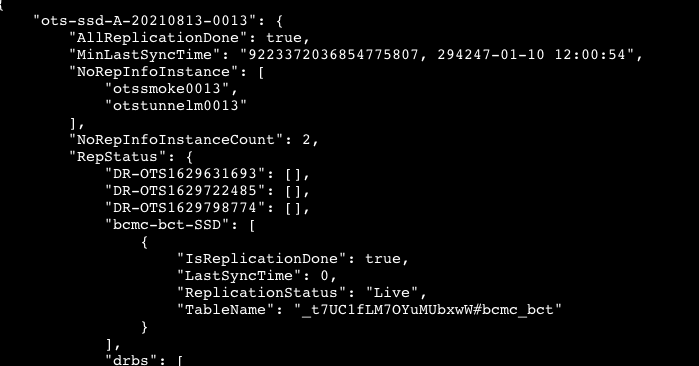 {
"ots-ssd-A-20210813-0013": {
"AllReplicationDone": true,
"MinLastSyncTime": "9223372036854775807, 294247-01-10 12:00:54",
"NoRepInfoInstance": [
"otssmoke0013",
"otstunnelm0013"
],
"NoRepInfoInstanceCount": 2,
"RepStatus": {
"DR-OTS1629631693": [],
"DR-OTS1629722485": [],
"DR-OTS1629798774": [],
"bcmc-bct-SSD": [
{
"IsReplicationDone": true,
"LastSyncTime": 0,
"ReplicationStatus": "Live",
"TableName": "_t7UC1fLM7OYuMUbxwW#bcmc_bct"
}
],
"drbs": [